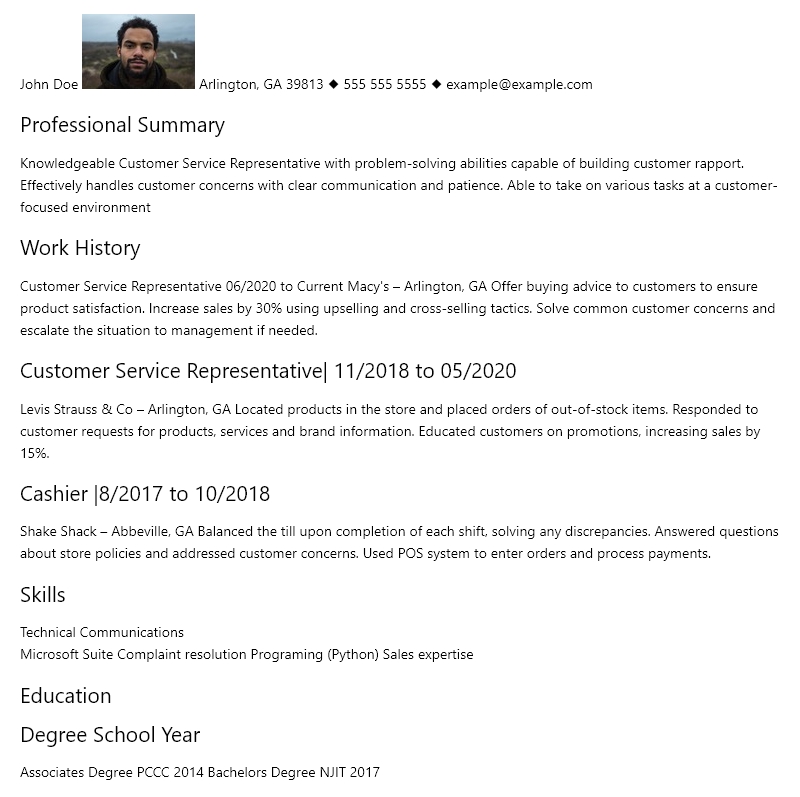 John Doe Arlington, GA 39813 ◆ 555 555 5555 ◆ example@example.com
Professional Summary
Knowledgeable Customer Service Representative with problem-solving abilities capable of building customer rapport.
Effectively handles customer concerns with clear communication and patience. Able to take on various tasks at a customer-
focused environment
Work History
Customer Service Representative 06/2020 to Current Macy's – Arlington, GA Offer buying advice to customers to ensure
product satisfaction. Increase sales by 30% using upselling and cross-selling tactics. Solve common customer concerns and
escalate the situation to management if needed.
Customer Service Representative| 11/2018 to 05/2020
Levis Strauss & Co – Arlington, GA Located products in the store and placed orders of out-of-stock items. Responded to
customer requests for products, services and brand information. Educated customers on promotions, increasing sales by
15%.
Cashier |8/2017 to 10/2018
Shake Shack – Abbeville, GA Balanced the till upon completion of each shift, solving any discrepancies. Answered questions
about store policies and addressed customer concerns. Used POS system to enter orders and process payments.
Skills
Technical Communications
Microsoft Suite Complaint resolution Programing (Python) Sales expertise
Education
Degree School Year
Associates Degree PCCC 2014 Bachelors Degree NJIT 2017